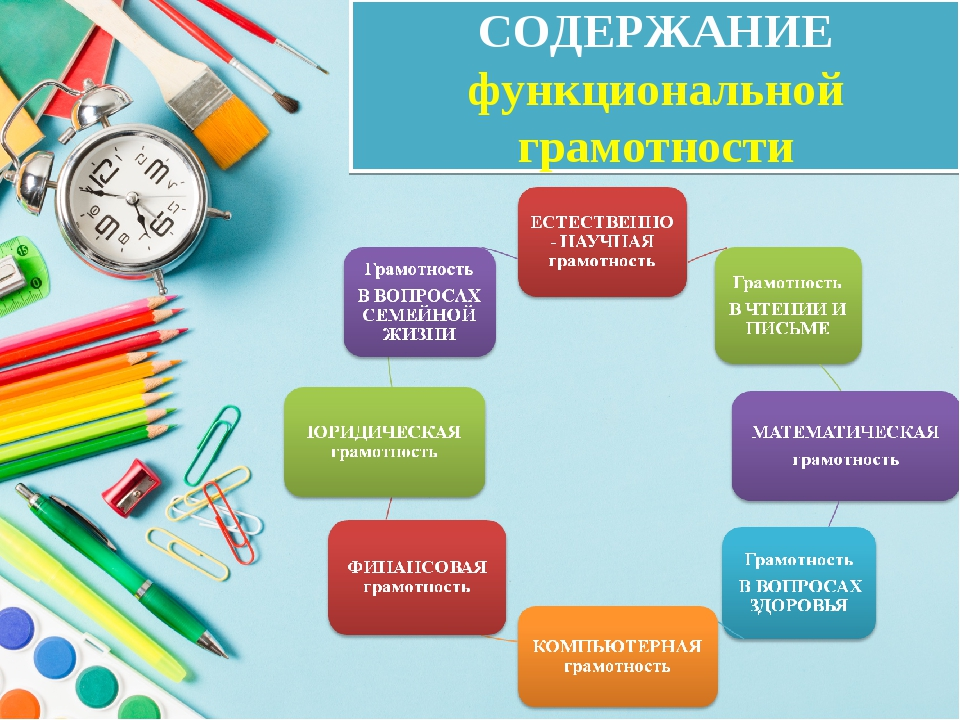 СОДЕРЖАНИЕ
функциональной
грамотности
ЕСТЕСТВЕННО
- НАУЧНАЯ
грамотность
Грамотность
В ЧТЕНИИ И
ПИСЬМЕ
МАТЕМАТИЧЕСКАЯ
грамотность
Грамотность
В ВОПРОСАХ
ЗДОРОВЬЯ
КОМПЬЮТЕРНАЯ
грамотность
ФИНАНСОВАЯ
грамотность
ЮРИДИЧЕСКАЯ
грамотность
Грамотность
В ВОПРОСАХ
СЕМЕЙНОЙ
ЖИЗНИ